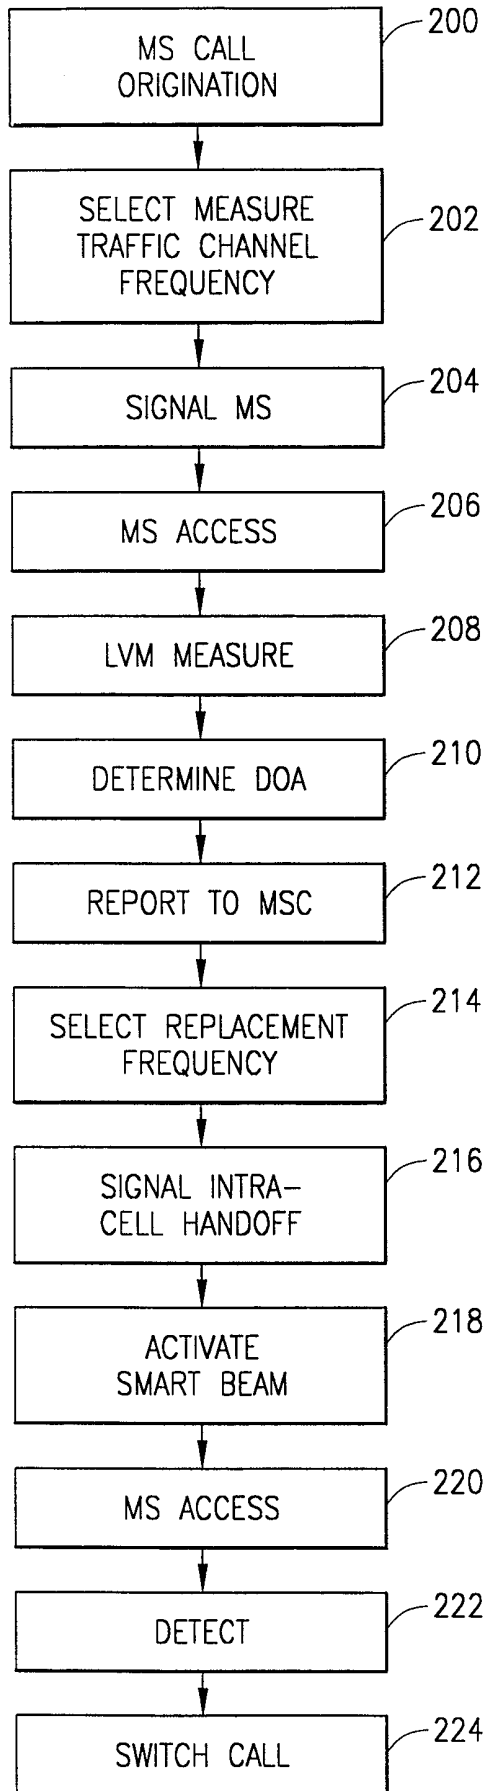 200
MS CALL
ORIGINATION
202
SELECT MEASURE
TRAFFIC CHANNEL
FREQUENCY
204
SIGNAL MS
206
MS ACCESS
208
LVM MEASURE
210
DETERMINE DOA
212
REPORT TO MSC
214
SELECT REPLACEMENT
FREQUENCY
216
SIGNAL INTRA-
CELL HANDOFF
218
ACTIVATE
SMART BEAM
220
MS ACCESS
222
DETECT
224
SWITCH CALL